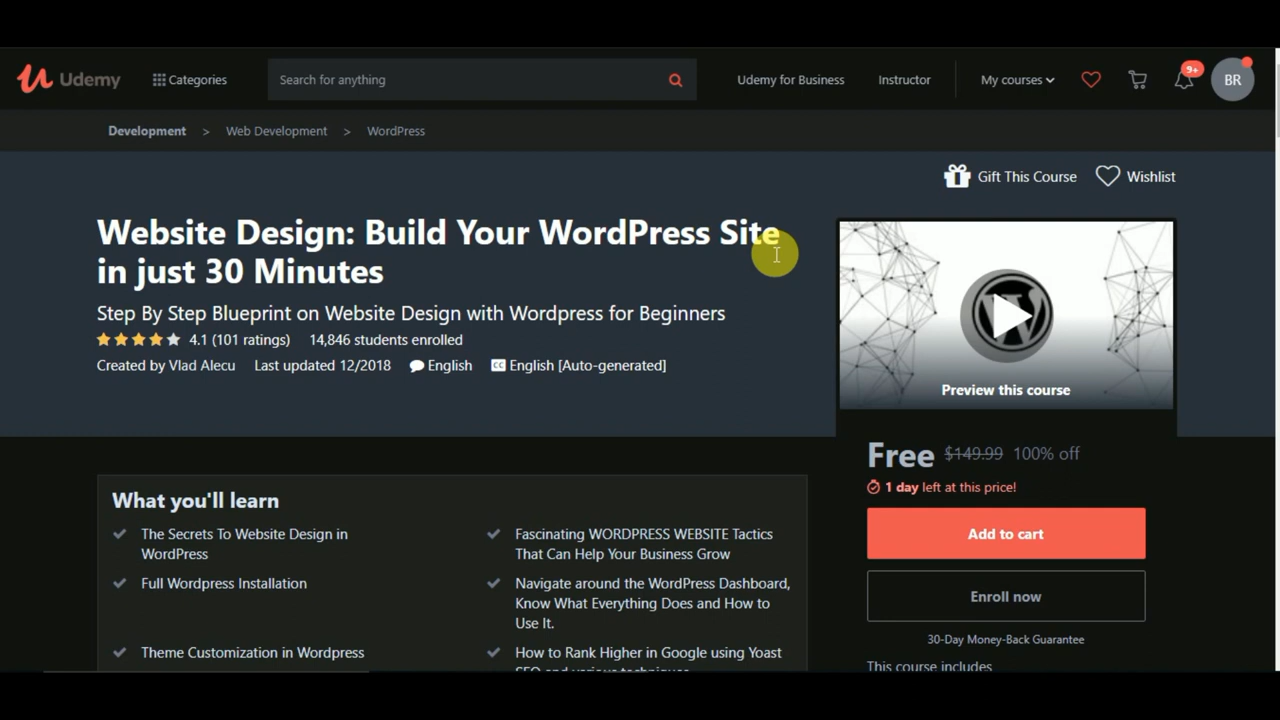 Udemy
Categories
Search for anything
Udemy for Business
Instructor
My courses
9+
BR
Development > Web Development > WordPress
Gift This Course
Wishlist
Website Design: Build Your WordPress Site
in just 30 Minutes
Step By Step Blueprint on Website Design with Wordpress for Beginners
4.1 (101 ratings) 14,846 students enrolled
Created by Vlad Alecu Last updated 12/2018 English CC English [Auto-generated]
Preview this course
Free $149.99 100% off
1 day left at this price!
Add to cart
Enroll now
30-Day Money-Back Guarantee
This course includes
What you'll learn
The Secrets To Website Design in
WordPress
Full Wordpress Installation
Theme Customization in Wordpress
Fascinating WORDPRESS WEBSITE Tactics
That Can Help Your Business Grow
Navigate around the WordPress Dashboard,
Know What Everything Does and How to
Use It.
How to Rank Higher in Google using Yoast
SEO and various techniques